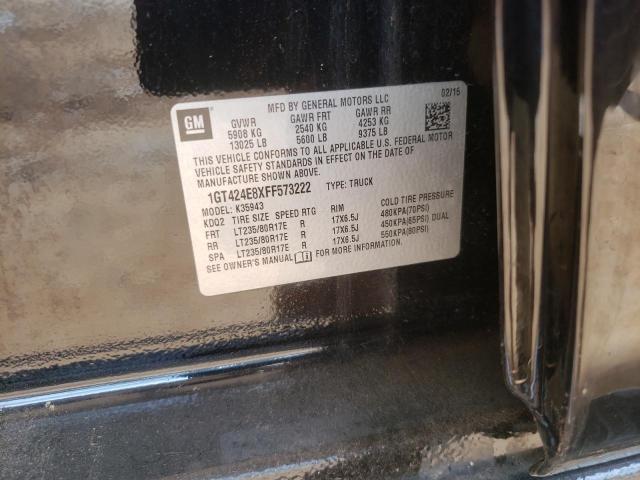 GM
MFD BY GENERAL MOTORS LLC 02/15
GVWR GAWR FRT GAWR RR
5908 KG 2540 KG 4253 KG
13025 LB 5600 LB 9375 LB
THIS VEHICLE CONFORMS TO ALL APPLICABLE U.S. FEDERAL MOTOR
VEHICLE SAFETY STANDARDS IN EFFECT ON THE DATE OF
MANUFACTURE SHOWN ABOVE.
1GT424E8XFF573222 TYPE: TRUCK
MODEL: K35943
KDQ2 TIRE SIZE SPEED RTG RIM COLD TIRE PRESSURE
FRT LT235/80R17E R 17X6.5J 480KPA(70PSI)
RR LT235/80R17E R 17X6.5J 450KPA(65PSI) DUAL
SPA LT235/80R17E R 17X6.5J 550KPA(80PSI)
SEE OWNER'S MANUAL FOR MORE INFORMATION.